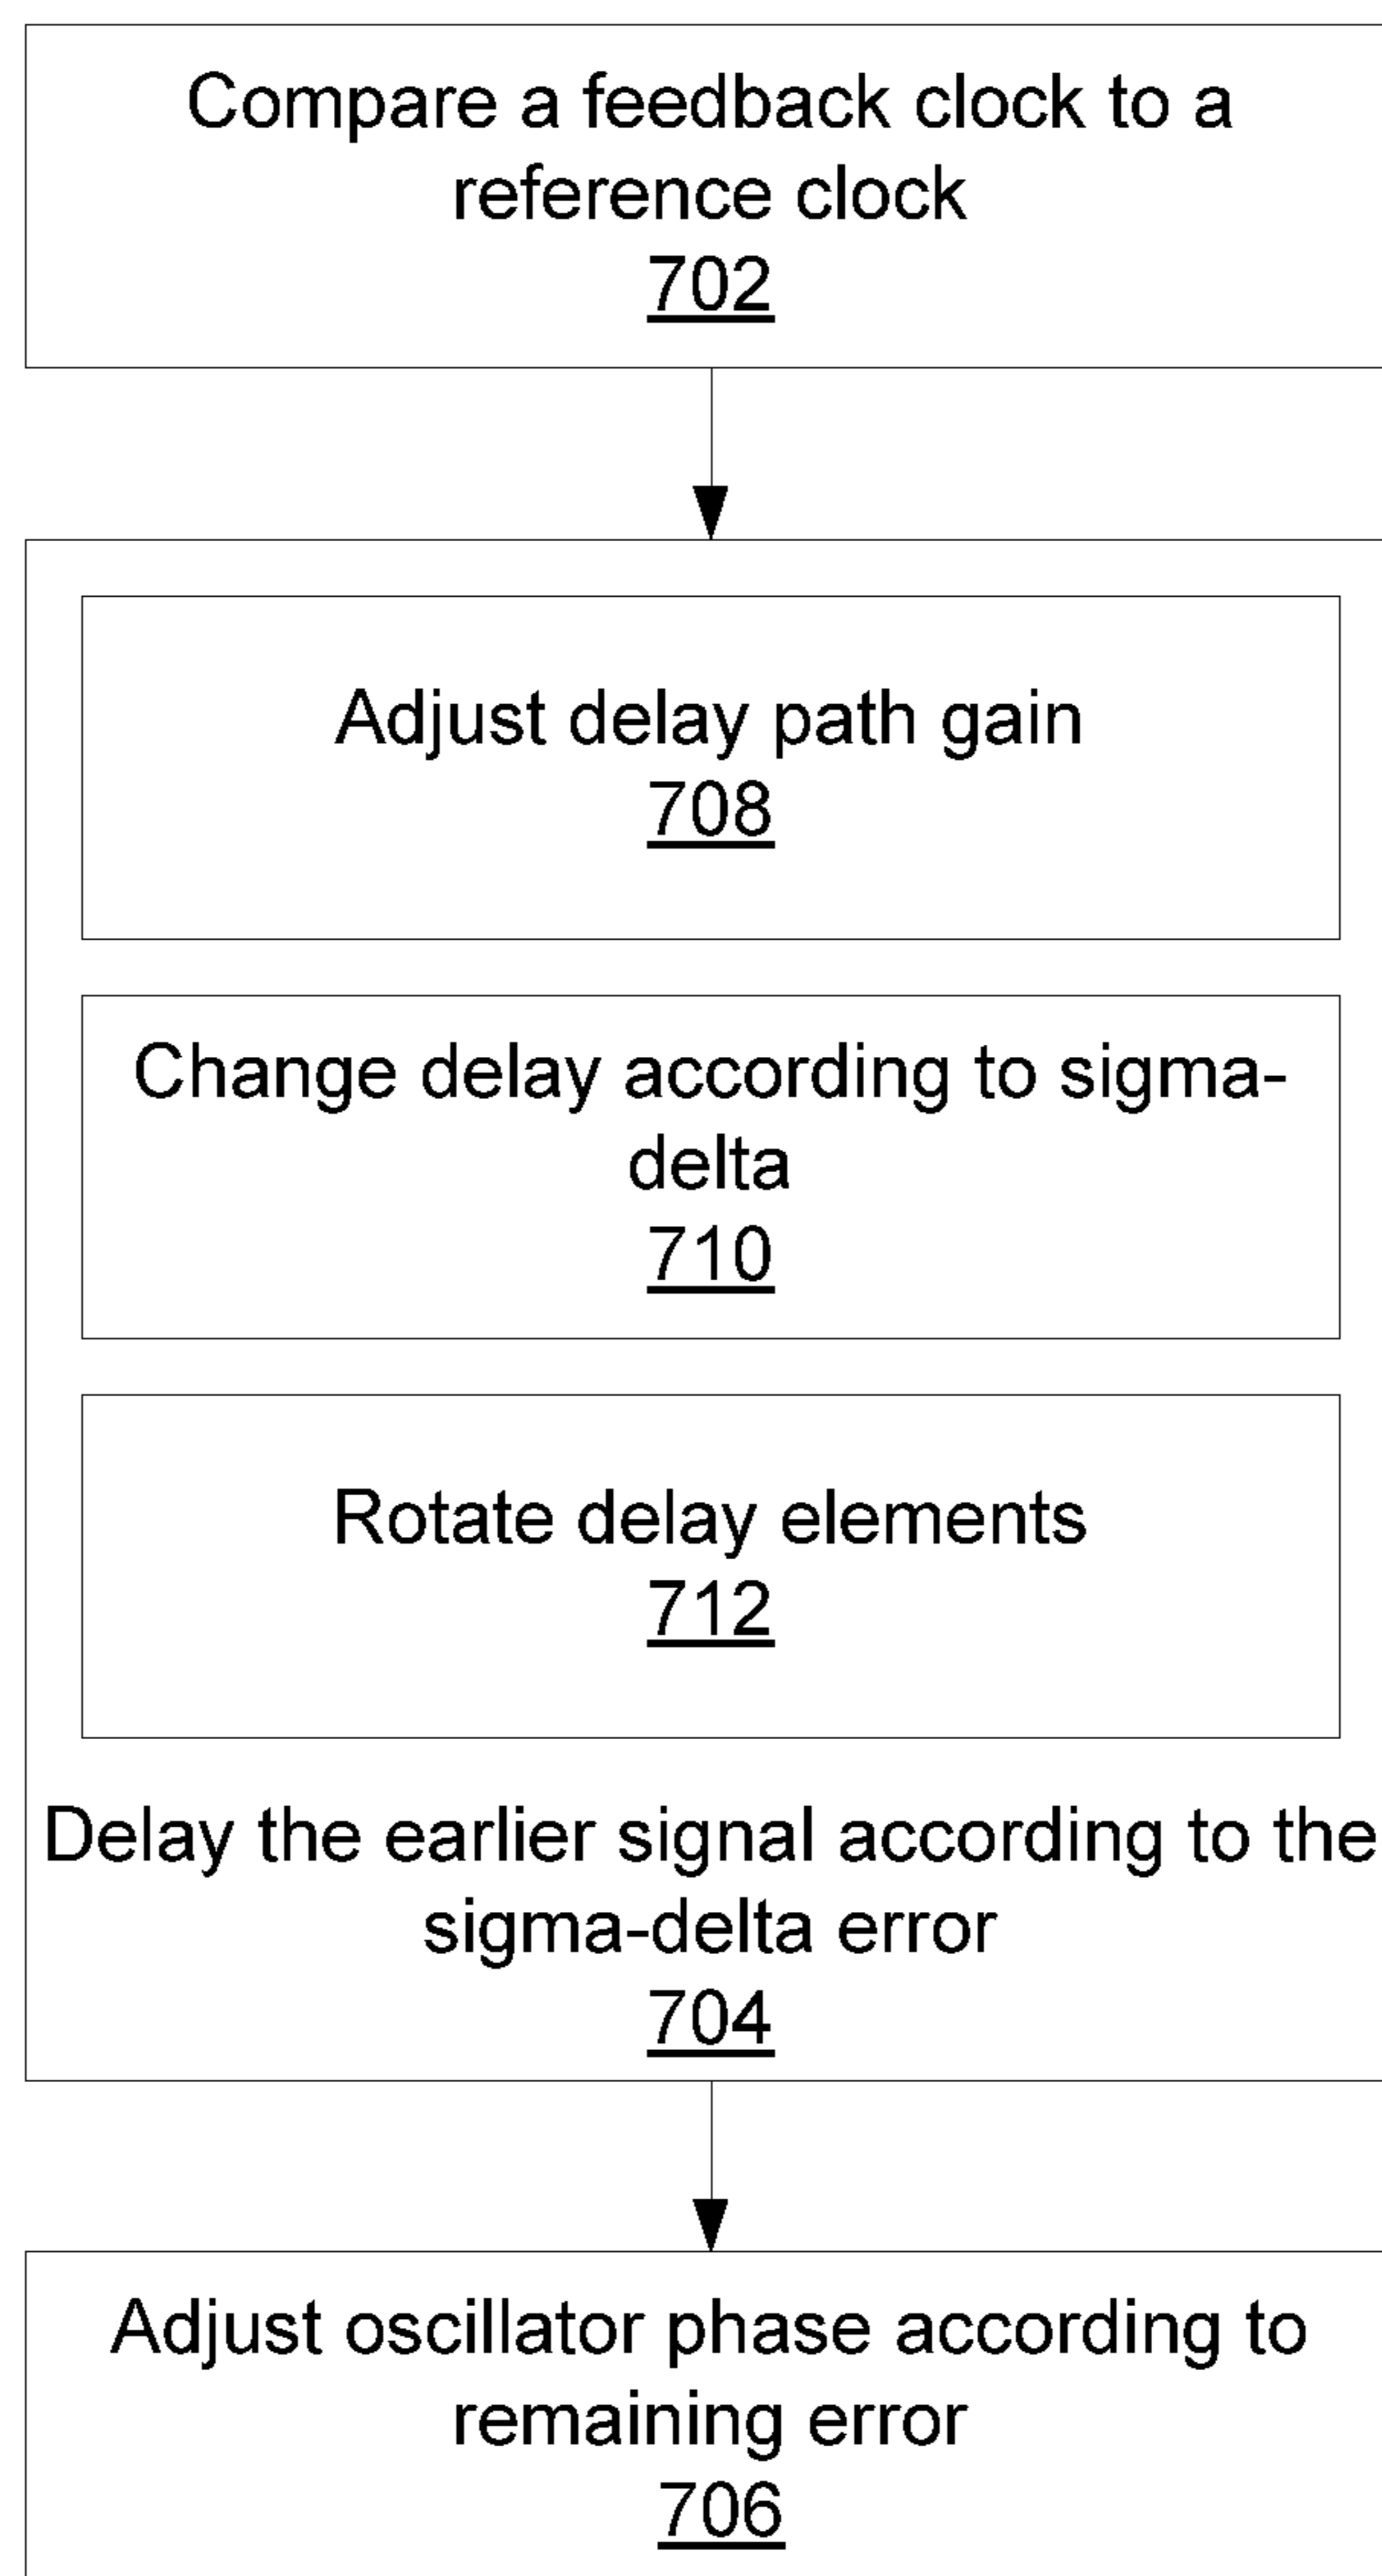 Compare a feedback clock to a
reference clock
702
Adjust delay path gain
708
Change delay according to sigma-
delta
710
Rotate delay elements
712
Delay the earlier signal according to the
sigma-delta error
704
Adjust oscillator phase according to
remaining error
706